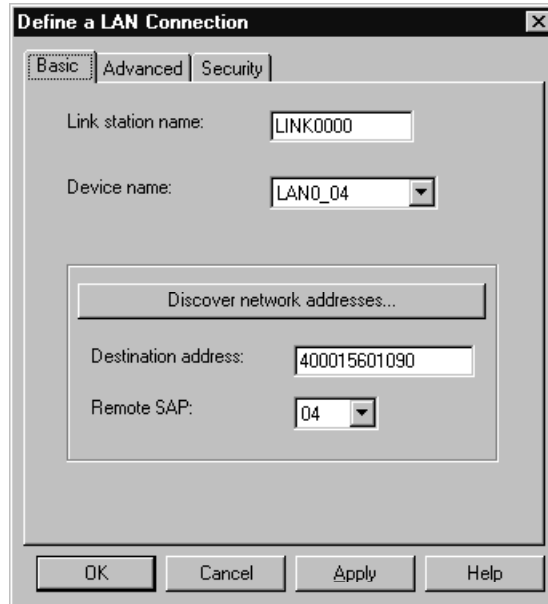 Define a LAN Connection
Basic Advanced Security
Link station name: LINK0000
Device name: LAN0_04
Discover network addresses...
Destination address: 400015601090
Remote SAP: 04
OK Cancel Apply Help